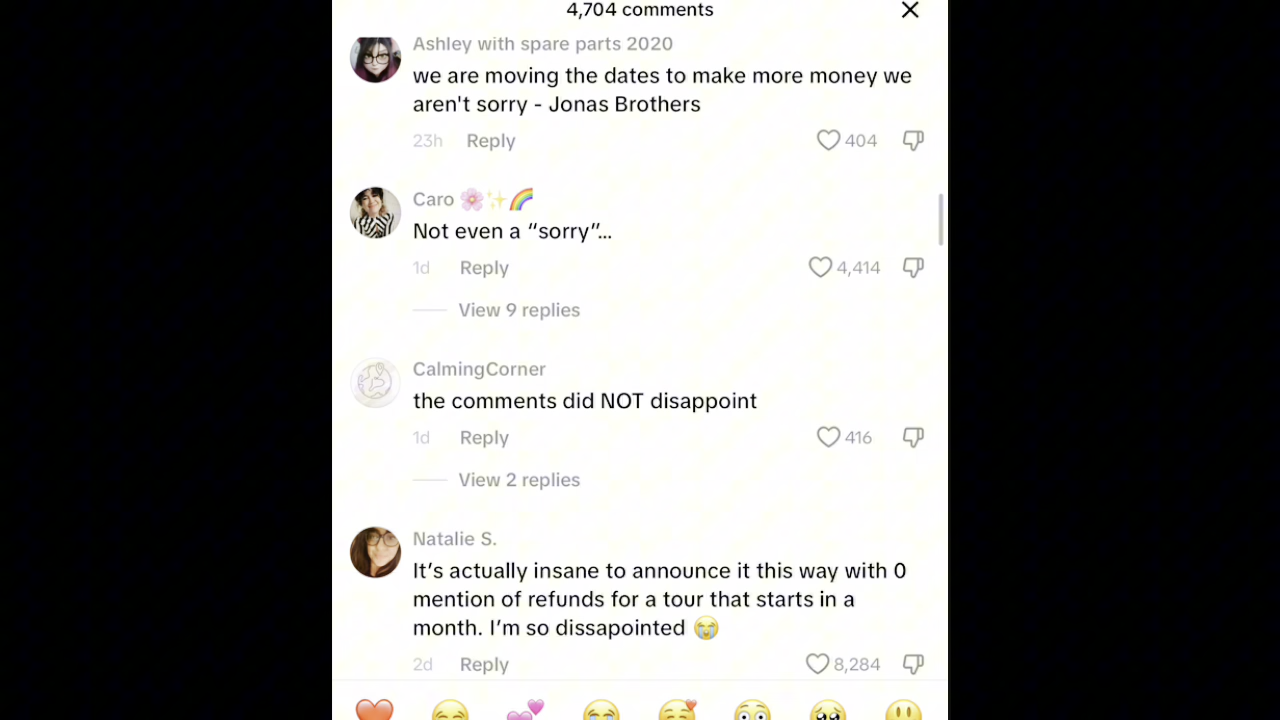 4,704 comments
Ashley with spare parts 2020
we are moving the dates to make more money we
aren't sorry - Jonas Brothers
23h Reply 404
Caro 🌸✨🌈
Not even a “sorry”...
1d Reply 4,414
View 9 replies
CalmingCorner
the comments did NOT disappoint
1d Reply 416
View 2 replies
Natalie S.
It’s actually insane to announce it this way with 0
mention of refunds for a tour that starts in a
month. I’m so dissapointed 😭
2d Reply 8,284